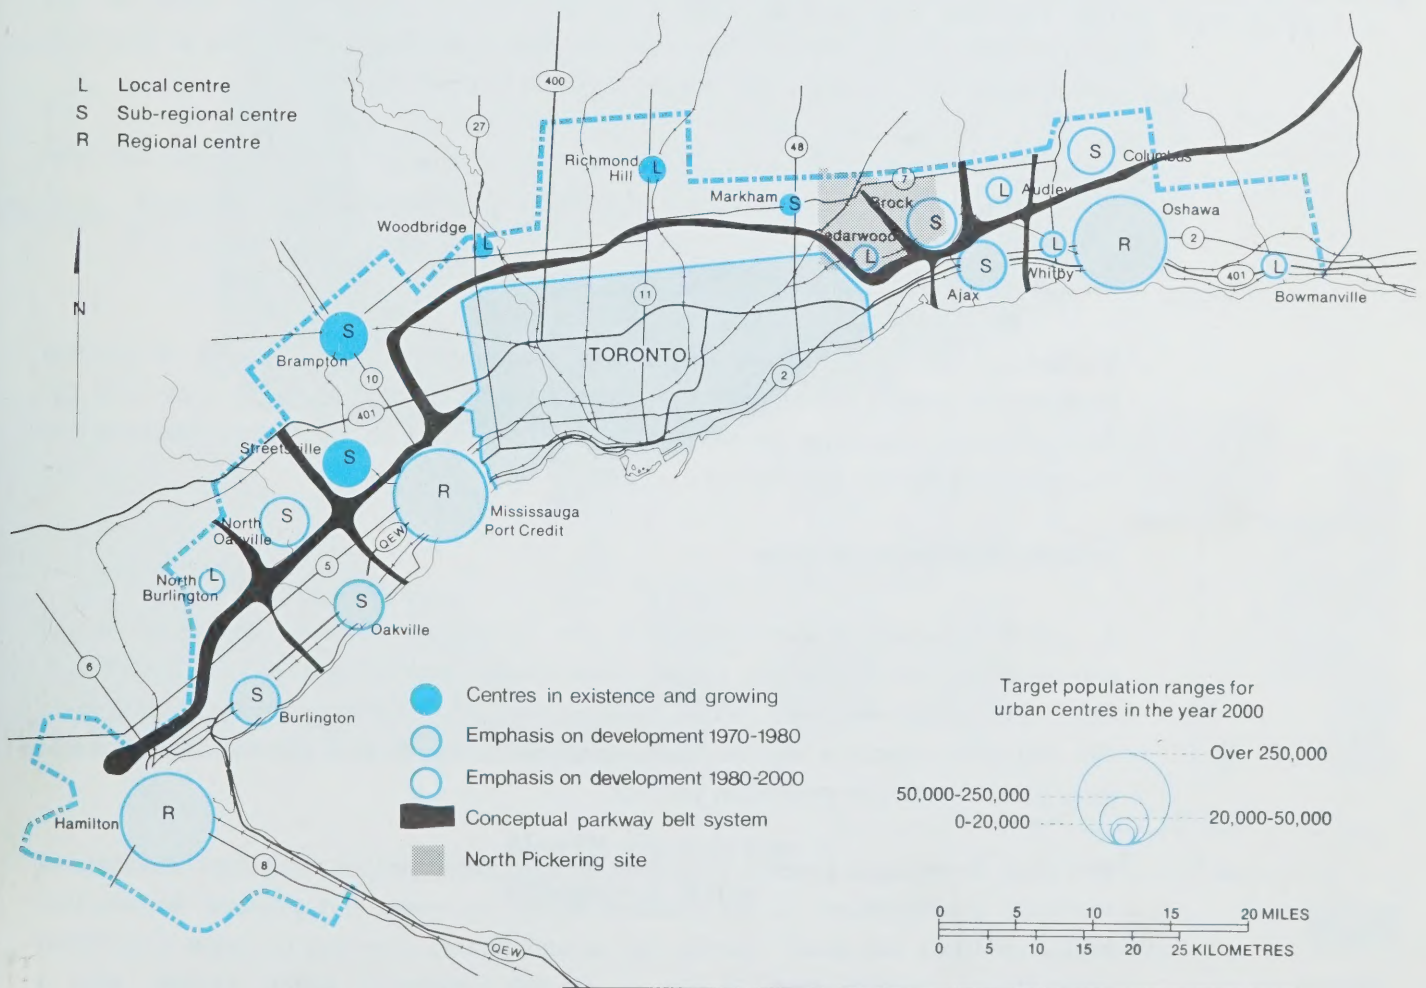 L Local centre
S Sub-regional centre
R Regional centre
N
400
27
Richmond
Hill
L
48
Markham
S
7
Brock
S
Cedarwood
L
L
Audley
S
Columbus
Oshawa
R
2
Woodbridge
L
11
S
Ajax
L
Whitby
401
L
Bowmanville
S
Brampton
10
401
TORONTO
2
Streetsville
S
R
Mississauga
Port Credit
QEW
S
North
Oakville
5
North
Burlington
L
S
Oakville
6
S
Burlington
Hamilton
R
8
QEW
Centres in existence and growing
Emphasis on development 1970-1980
Emphasis on development 1980-2000
Conceptual parkway belt system
North Pickering site
Target population ranges for
urban centres in the year 2000
Over 250,000
50,000-250,000
20,000-50,000
0-20,000
0 5 10 15 20 MILES
0 5 10 15 20 25 KILOMETRES